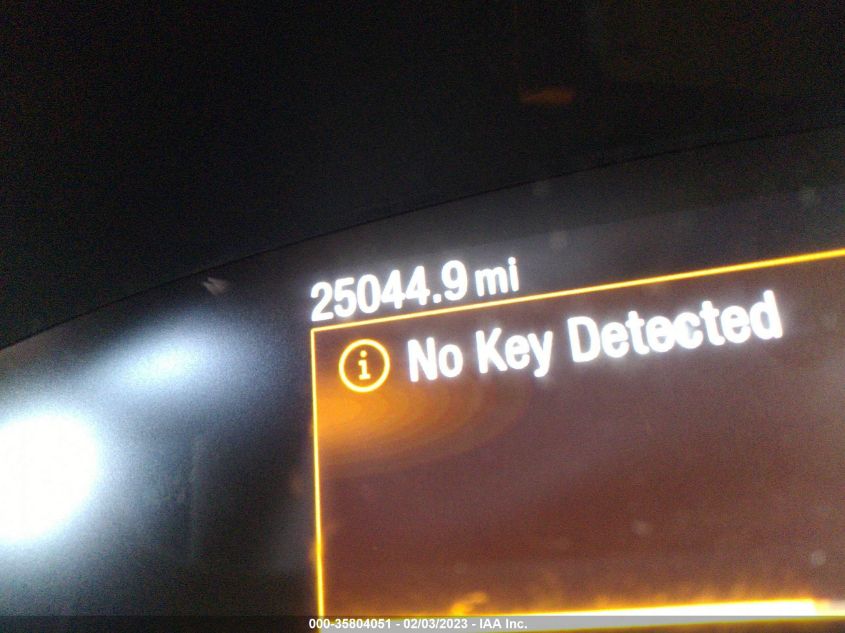 25044.9 mi
i No Key Detected
000-35804051 - 02/03/2023 - IAA Inc.